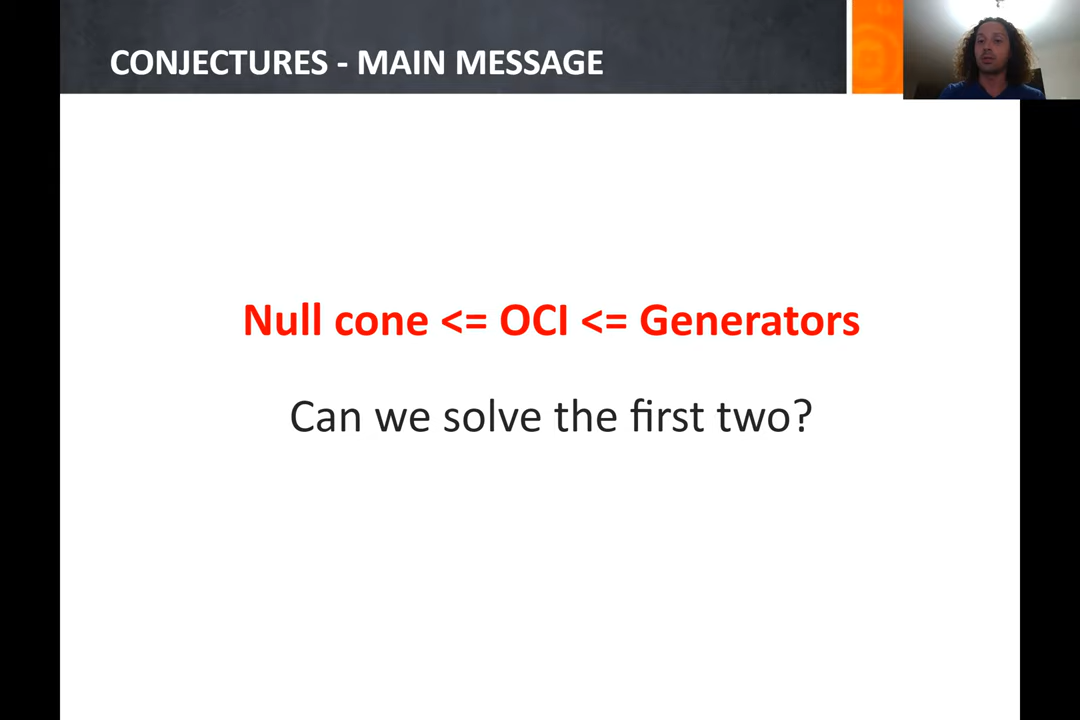 CONJECTURES - MAIN MESSAGE
Null cone <= OCI <= Generators
Can we solve the first two?